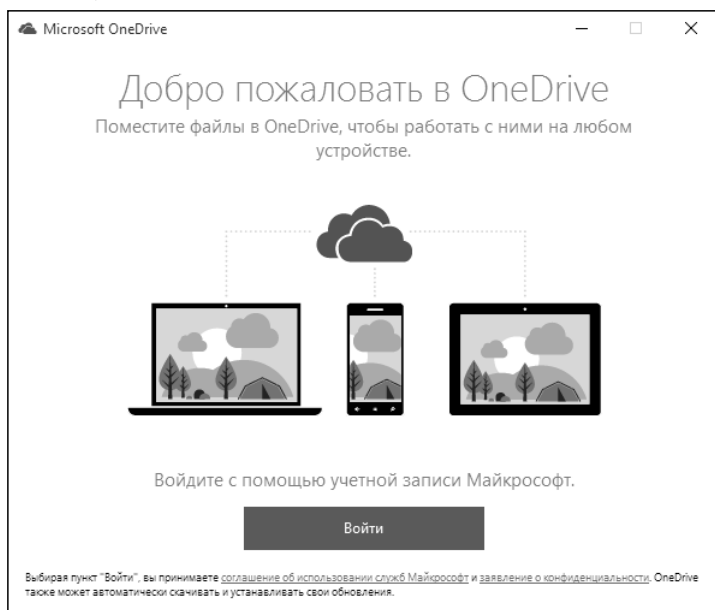 Microsoft OneDrive
Добро пожаловать в OneDrive
Поместите файлы в OneDrive, чтобы работать с ними на любом
устройстве.
Войдите с помощью учетной записи Майкрософт.
Войти
Выбирая пункт "Войти", вы принимаете соглашение об использовании служб Майкрософт и заявление о конфиденциальности. OneDrive
также может автоматически скачивать и устанавливать свои обновления.